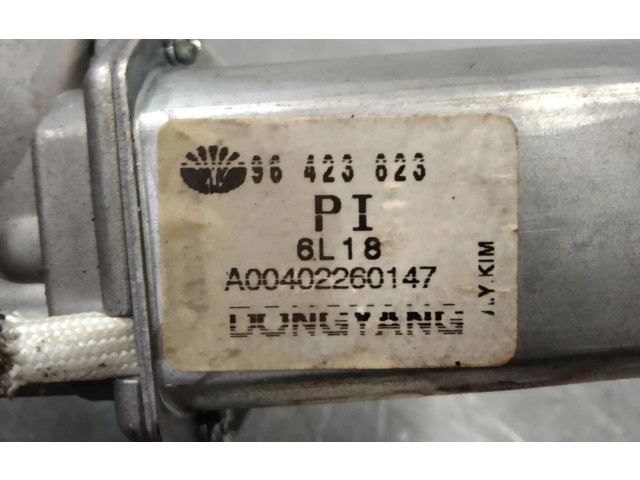 96 423 823
PI
6L18
A00402260147
DONGYANG
.Y.KIM